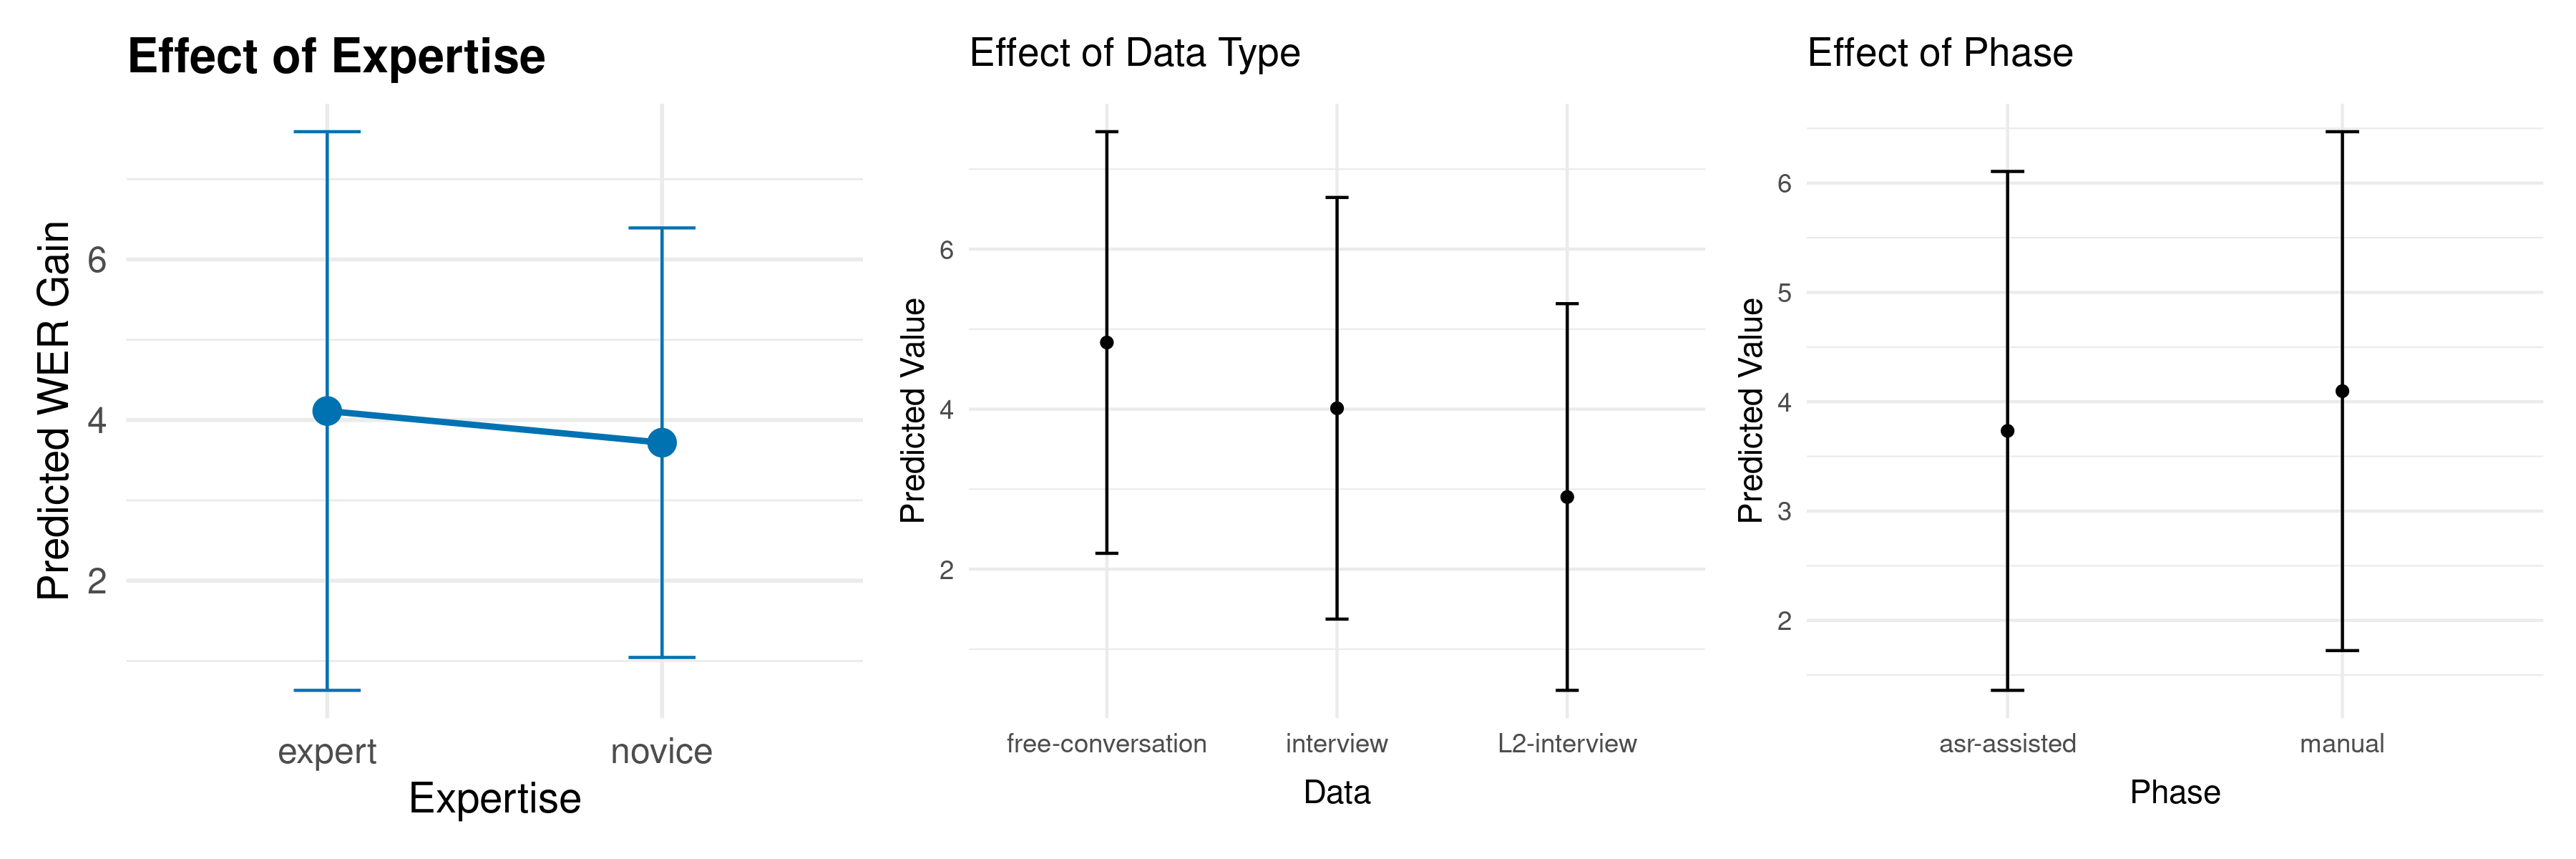 Effect of Expertise
Predicted WER Gain
6
4
2
expert novice
Expertise
Effect of Data Type
Predicted Value
6
4
2
free-conversation interview L2-interview
Data
Effect of Phase
Predicted Value
6
5
4
3
2
asr-assisted manual
Phase